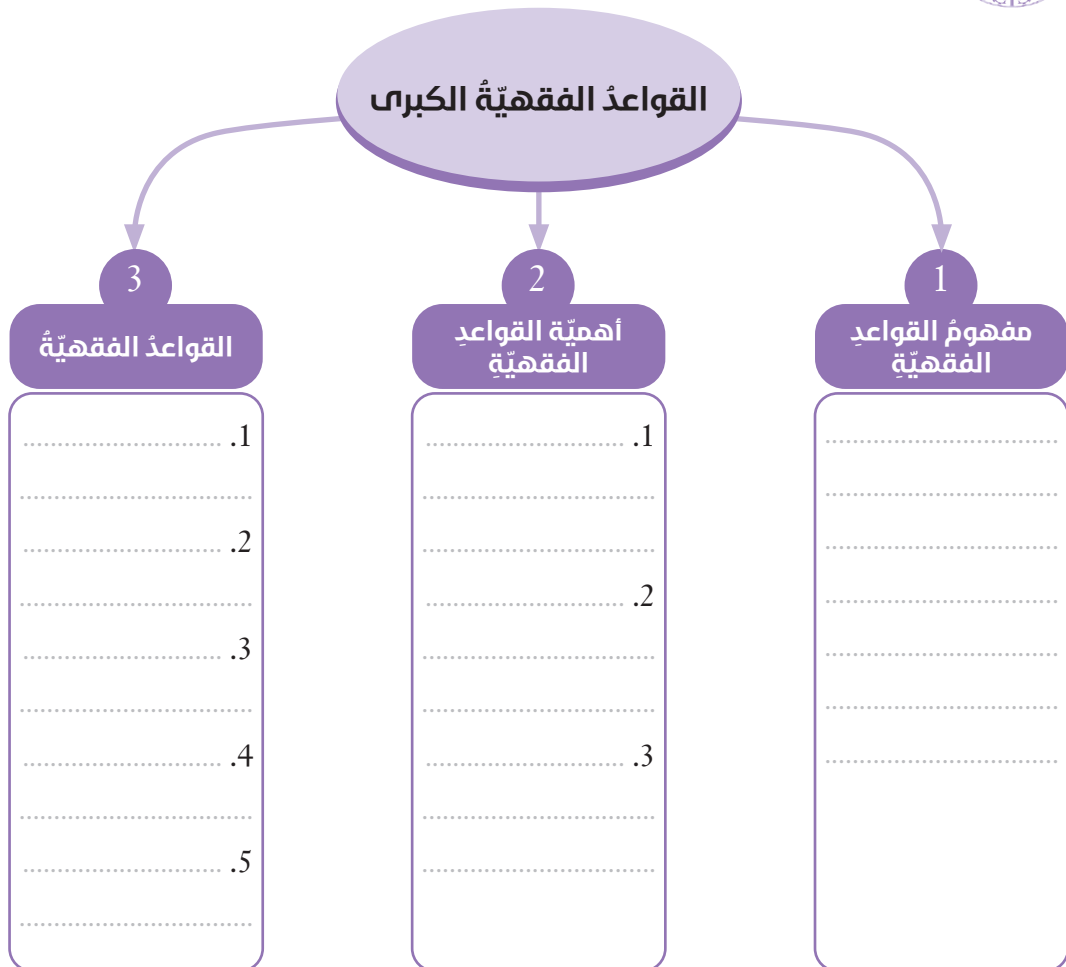 القواعدُ الفقهيّةُ الكبرى
1
مفهومُ القواعدِ
الفقهيّةِ
2
أهميّة القواعدِ
الفقهيّةِ
1.
2.
3.
3
القواعدُ الفقهيّةُ
1.
2.
3.
4.
5.